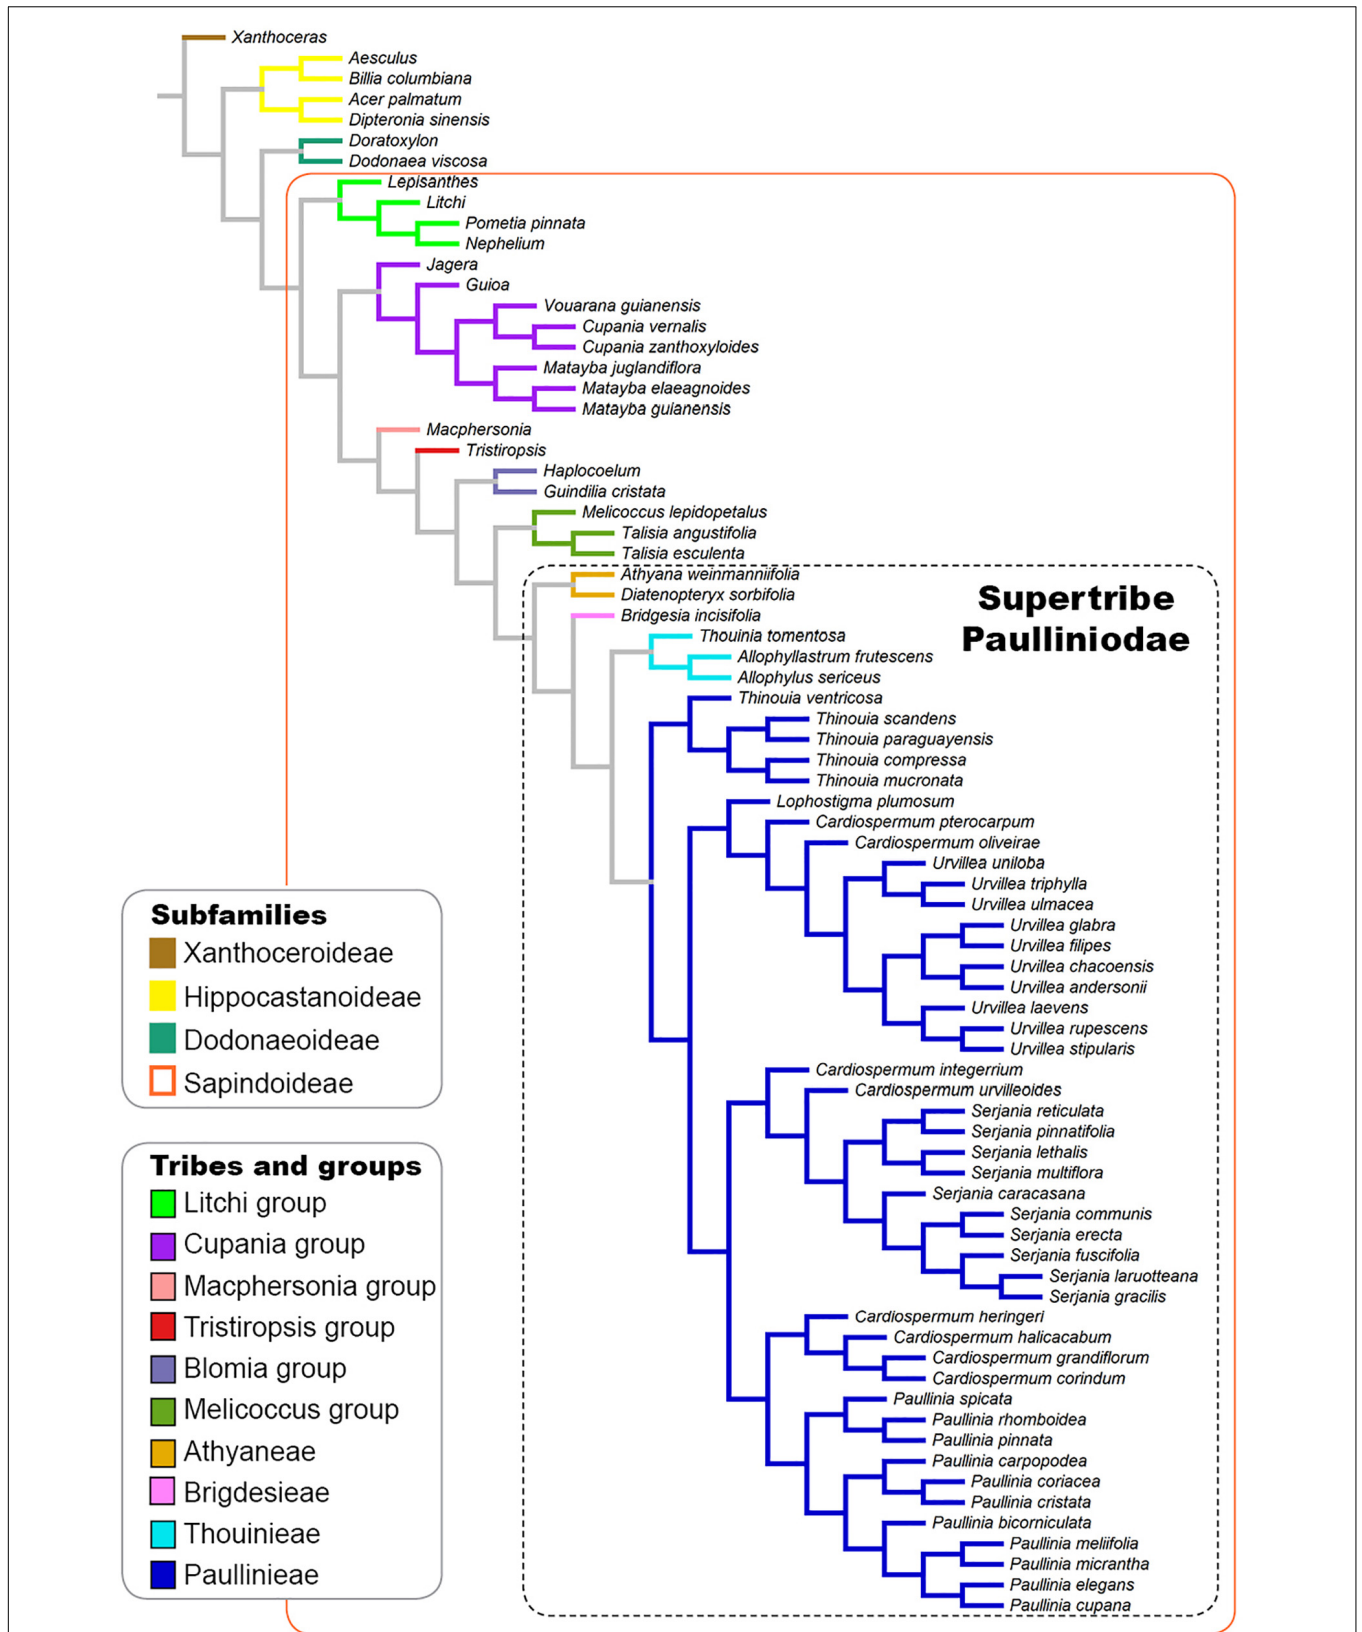 Xanthoceras
Aesculus
Billia columbiana
Acer palmatum
Dipteronia sinensis
Doratoxylon
Dodonaea viscosa
Lepisanthes
Litchi
Pometia pinnata
Nephelium
Jagera
Guioa
Vouarana guianensis
Cupania vernalis
Cupania zanthoxyloides
Matayba juglandiflora
Matayba elaeagnoides
Matayba guianensis
Macphersonia
Tristiropsis
Haplocoelum
Guindilia cristata
Melicoccus lepidopetalus
Talisia angustifolia
Talisia esculenta
Athyana weinmanniifolia
Diatenopteryx sorbifolia
Bridgesia incisifolia
Supertribe
Paulliniodae
Thouinia tomentosa
Allophyllastrum frutescens
Allophylus sericeus
Thinouia ventricosa
Thinouia scandens
Thinouia paraguayensis
Thinouia compressa
Thinouia mucronata
Lophostigma plumosum
Cardiospermum pterocarpum
Cardiospermum oliveirae
Urvillea uniloba
Urvillea triphylla
Urvillea ulmacea
Urvillea glabra
Urvillea filipes
Urvillea chacoensis
Urvillea andersonii
Urvillea laevens
Urvillea rupescens
Urvillea stipularis
Cardiospermum integerrium
Cardiospermum urvilleoides
Serjania reticulata
Serjania pinnatifolia
Serjania lethalis
Serjania multiflora
Serjania caracasana
Serjania communis
Serjania erecta
Serjania fuscifolia
Serjania laruotteana
Serjania gracilis
Cardiospermum heringeri
Cardiospermum halicacabum
Cardiospermum grandiflorum
Cardiospermum corindum
Paullinia spicata
Paullinia rhomboidea
Paullinia pinnata
Paullinia carpopodea
Paullinia coriacea
Paullinia cristata
Paullinia bicorniculata
Paullinia meliifolia
Paullinia micrantha
Paullinia elegans
Paullinia cupana
Subfamilies
Xanthoceroideae
Hippocastanoideae
Dodonaeoideae
Sapindoideae
Tribes and groups
Litchi group
Cupania group
Macphersonia group
Tristiropsis group
Blomia group
Melicoccus group
Athyaneae
Brigdesieae
Thouinieae
Paullinieae